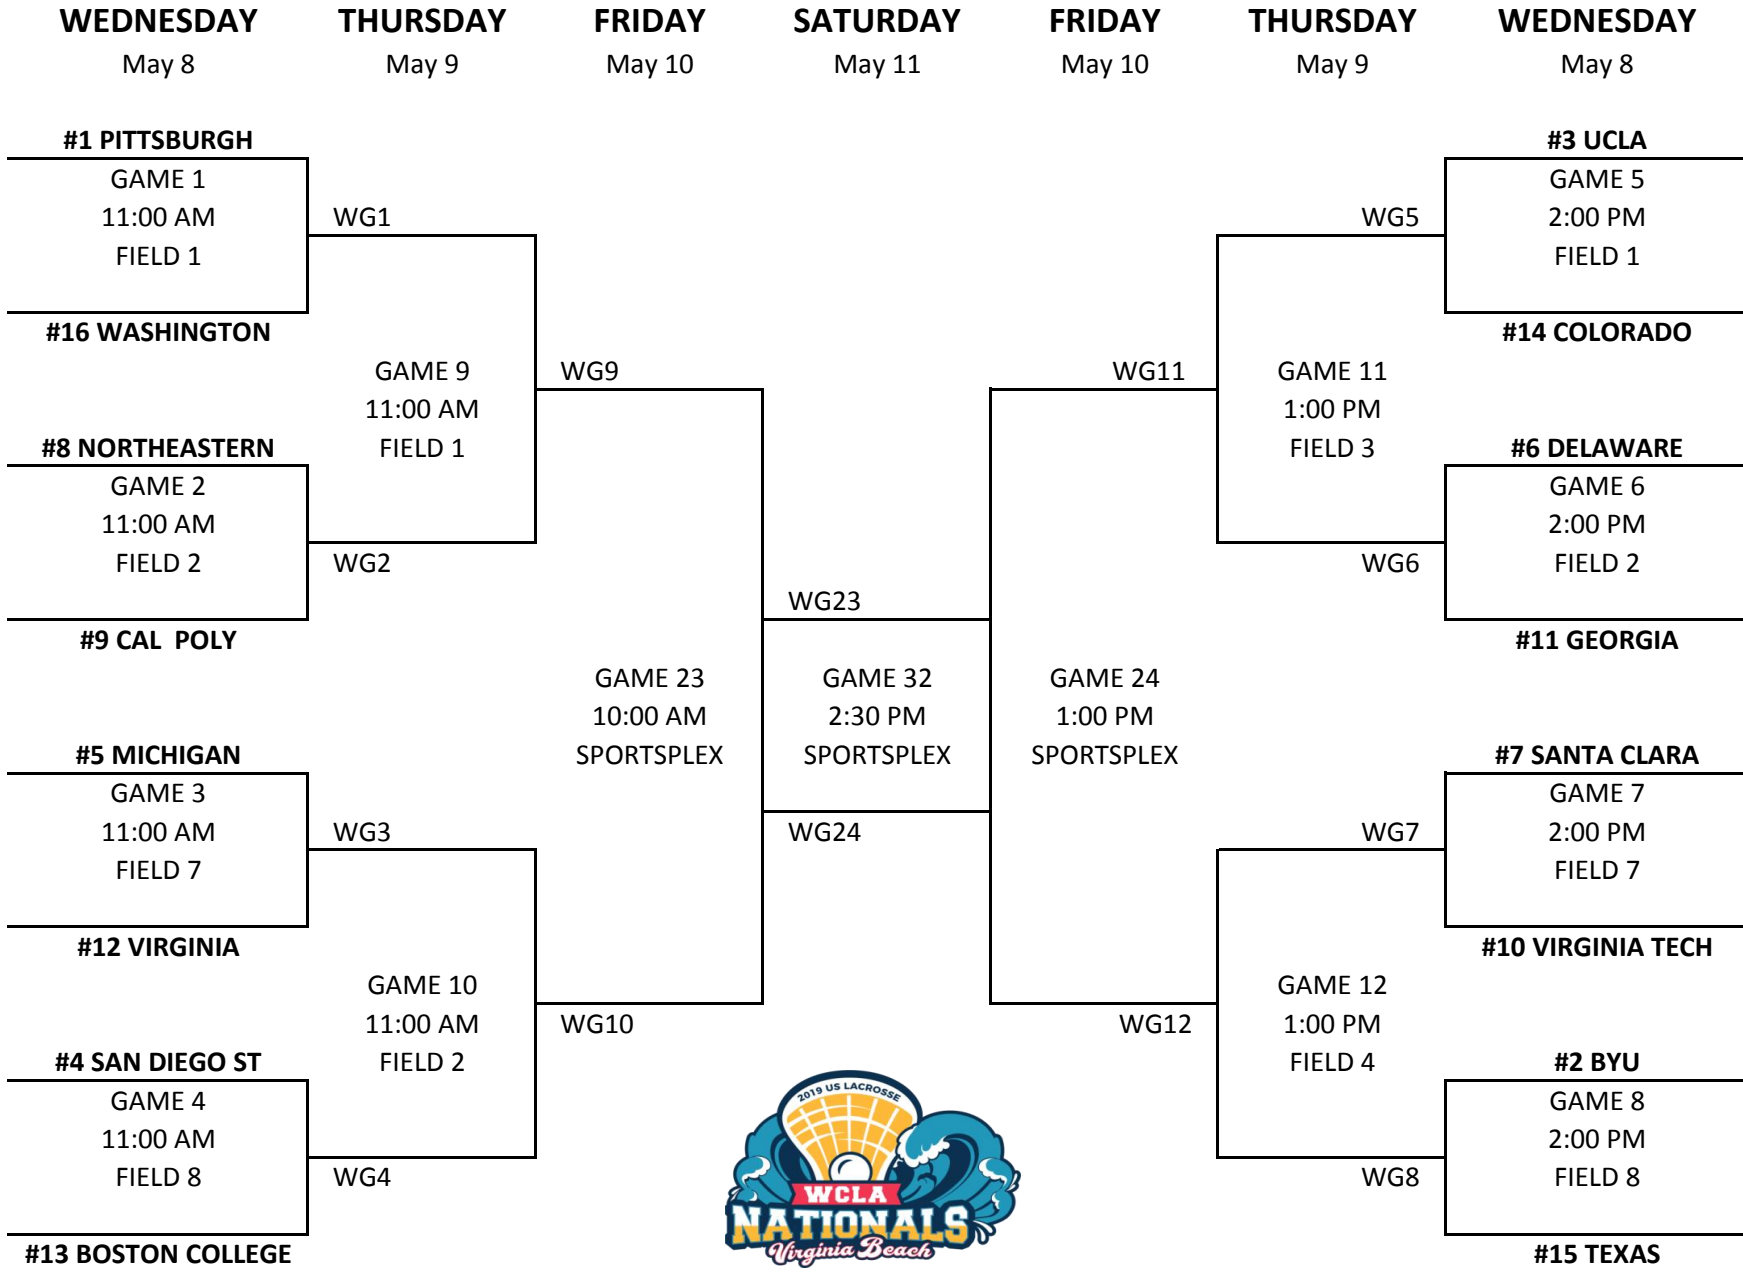 WEDNESDAY THURSDAY FRIDAY SATURDAY FRIDAY THURSDAY WEDNESDAY
May 8 May 9 May 10 May 11 May 10 May 9 May 8
#1 PITTSBURGH #3 UCLA
GAME 1 GAME 5
11:00 AM WG1 WG5 2:00 PM
FIELD 1 FIELD 1
#16 WASHINGTON #14 COLORADO
GAME 9 WG9 WG11 GAME 11
11:00 AM 1:00 PM
#8 NORTHEASTERN FIELD 1 FIELD 3 #6 DELAWARE
GAME 2 GAME 6
11:00 AM 2:00 PM
FIELD 2 WG2 WG6 FIELD 2
WG23
#9 CAL POLY #11 GEORGIA
GAME 23 GAME 32 GAME 24
10:00 AM 2:30 PM 1:00 PM
#5 MICHIGAN SPORTSPLEX SPORTSPLEX SPORTSPLEX #7 SANTA CLARA
GAME 3 GAME 7
11:00 AM WG3 WG24 WG7 2:00 PM
FIELD 7 FIELD 7
#12 VIRGINIA #10 VIRGINIA TECH
GAME 10 GAME 12
11:00 AM WG10 WG12 1:00 PM
#4 SAN DIEGO ST FIELD 2 FIELD 4 #2 BYU
GAME 4 GAME 8
11:00 AM 2:00 PM
FIELD 8 WG4 WG8 FIELD 8
#13 BOSTON COLLEGE #15 TEXAS
2019 US LACROSSE
WCLA
NATIONALS
Virginia Beach